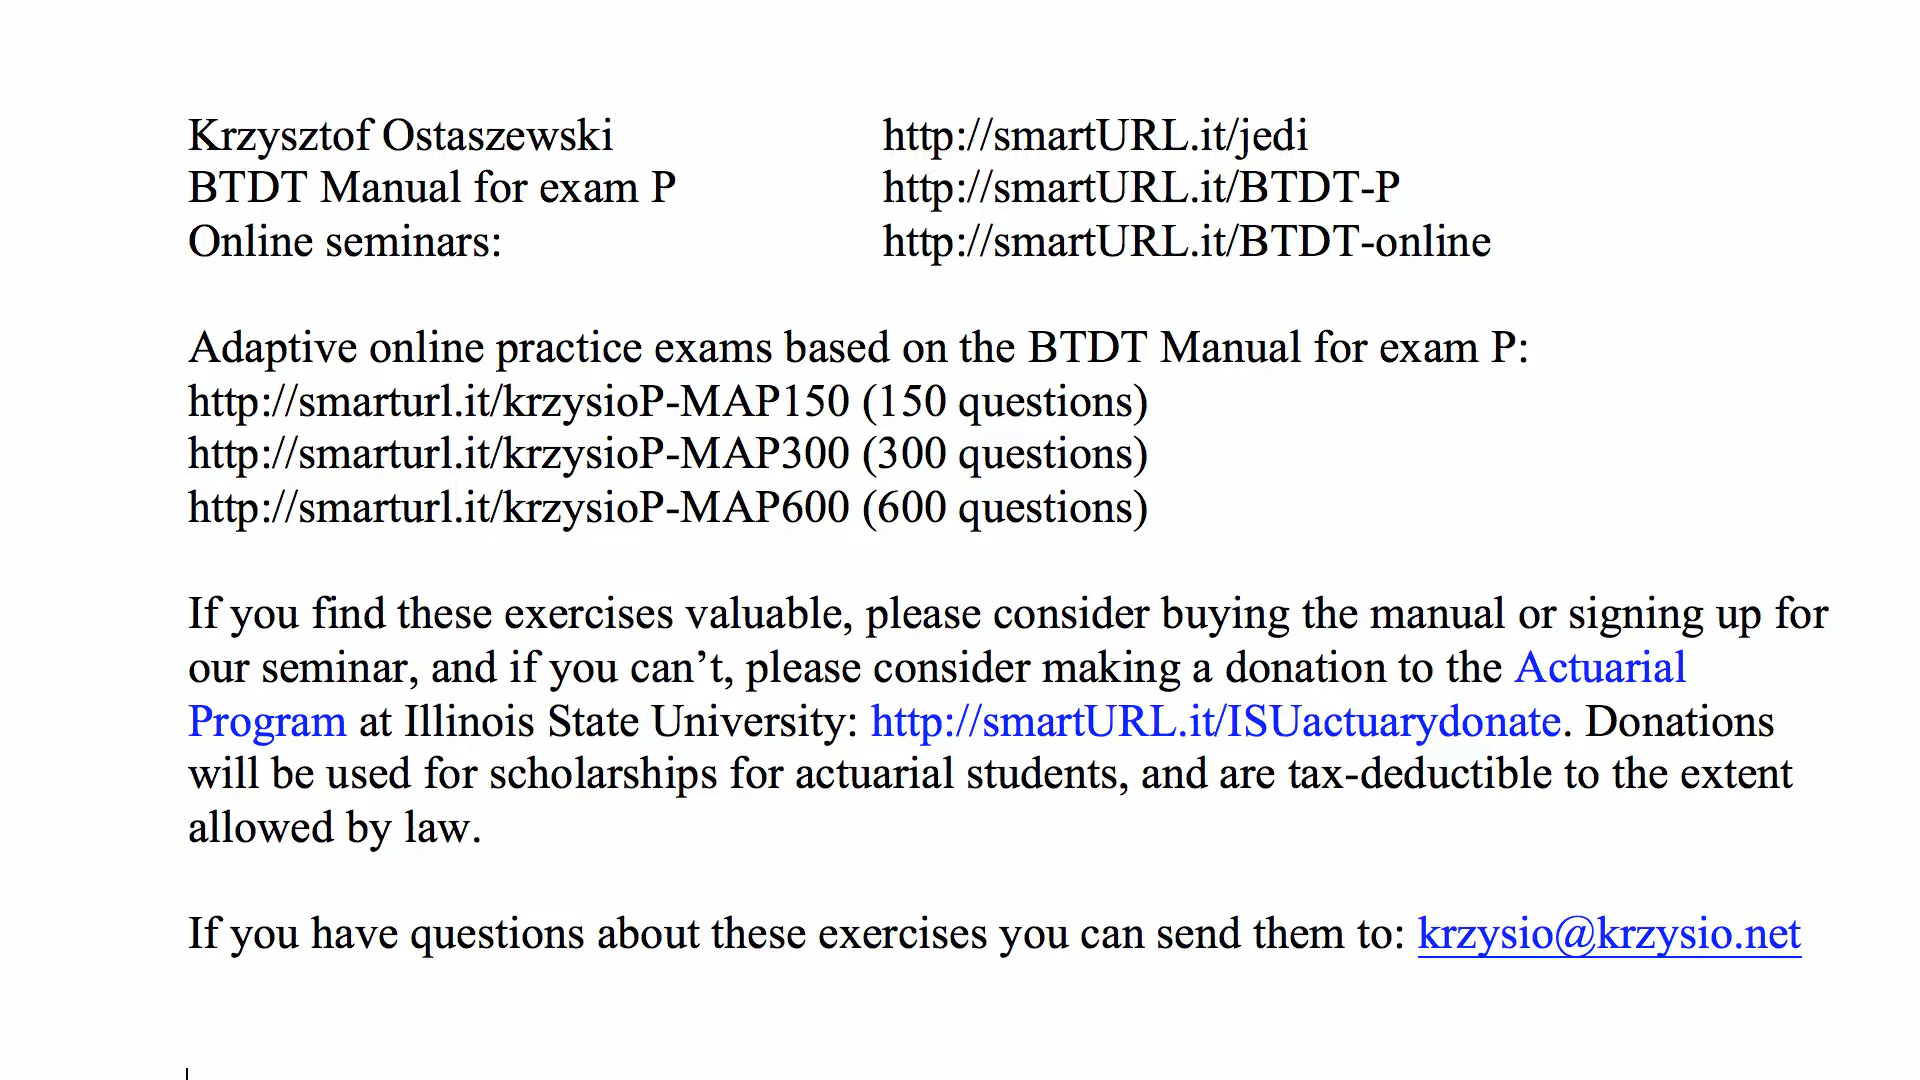 Krzysztof Ostaszewski http://smartURL.it/jedi
BTDT Manual for exam P http://smartURL.it/BTDT-P
Online seminars: http://smartURL.it/BTDT-online
Adaptive online practice exams based on the BTDT Manual for exam P:
http://smarturl.it/krzysioP-MAP150 (150 questions)
http://smarturl.it/krzysioP-MAP300 (300 questions)
http://smarturl.it/krzysioP-MAP600 (600 questions)
If you find these exercises valuable, please consider buying the manual or signing up for
our seminar, and if you can’t, please consider making a donation to the Actuarial
Program at Illinois State University: http://smartURL.it/ISUactuarydonate. Donations
will be used for scholarships for actuarial students, and are tax-deductible to the extent
allowed by law.
If you have questions about these exercises you can send them to: krzysio@krzysio.net